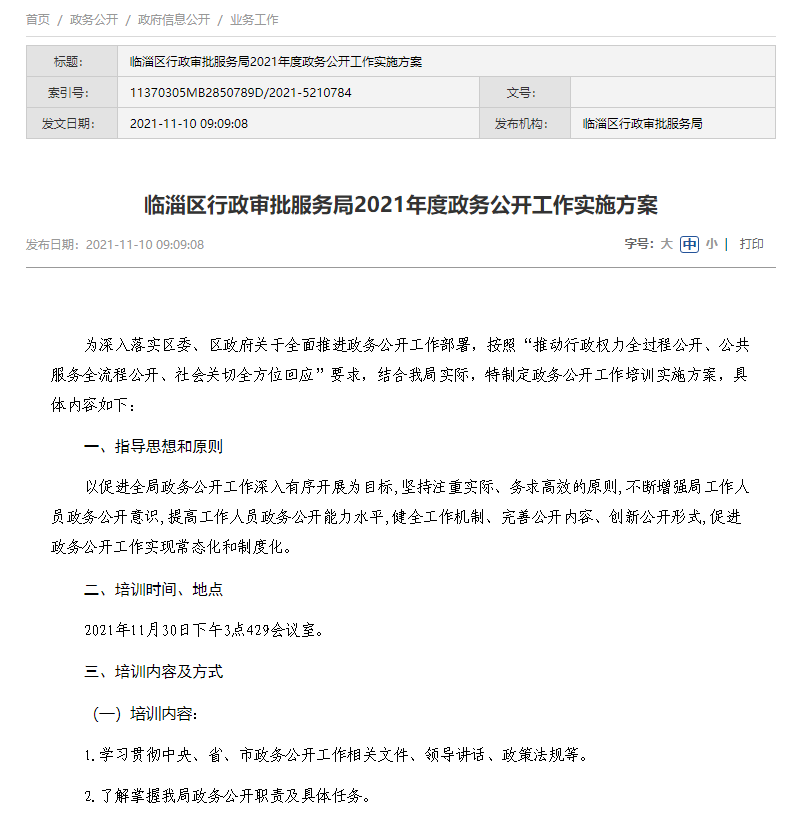 首页 / 政务公开 / 政府信息公开 / 业务工作
标题： 临淄区行政审批服务局2021年度政务公开工作实施方案
索引号： 11370305MB2850789D/2021-5210784 文号：
发文日期： 2021-11-10 09:09:08 发布机构： 临淄区行政审批服务局
临淄区行政审批服务局2021年度政务公开工作实施方案
发布日期：2021-11-10 09:09:08 字号：大 中 小 | 打印
为深入落实区委、区政府关于全面推进政务公开工作部署，按照“推动行政权力全过程公开、公共
服务全流程公开、社会关切全方位回应”要求，结合我局实际，特制定政务公开工作培训实施方案，具
体内容如下：
一、指导思想和原则
以促进全局政务公开工作深入有序开展为目标,坚持注重实际、务求高效的原则,不断增强局工作人
员政务公开意识,提高工作人员政务公开能力水平,健全工作机制、完善公开内容、创新公开形式,促进
政务公开工作实现常态化和制度化。
二、培训时间、地点
2021年11月30日下午3点429会议室。
三、培训内容及方式
（一）培训内容：
1.学习贯彻中央、省、市政务公开工作相关文件、领导讲话、政策法规等。
2.了解掌握我局政务公开职责及具体任务。